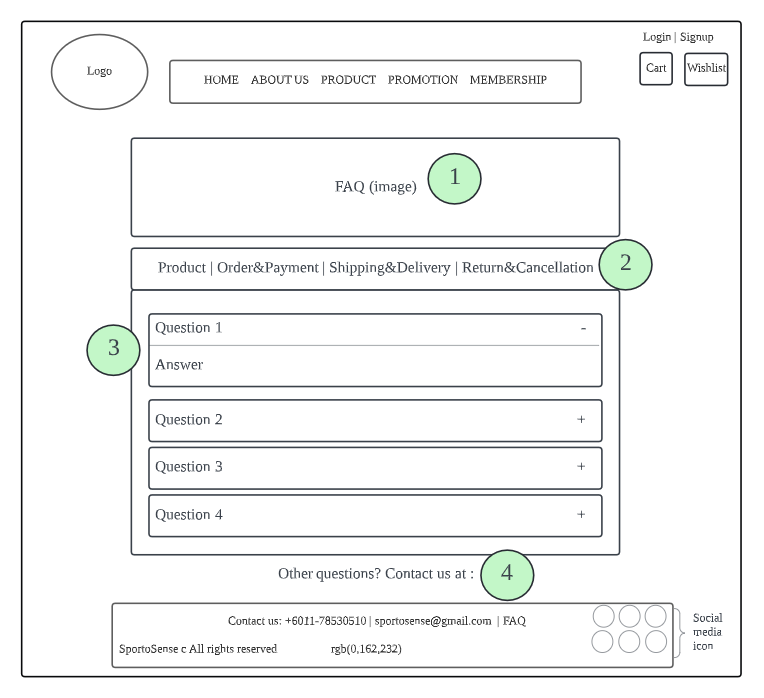 Login | Signup
Logo
HOME ABOUT US PRODUCT PROMOTION MEMBERSHIP
Cart
Wishlist
FAQ (image)
1
Product | Order&Payment | Shipping&Delivery | Return&Cancellation
2
3
Question 1 -
Answer
Question 2 +
Question 3 +
Question 4 +
Other questions? Contact us at :
4
Contact us: +6011-78530510 | sportosense@gmail.com | FAQ
SportoSense c All rights reserved
rgb(0,162,232)
Social
media
icon